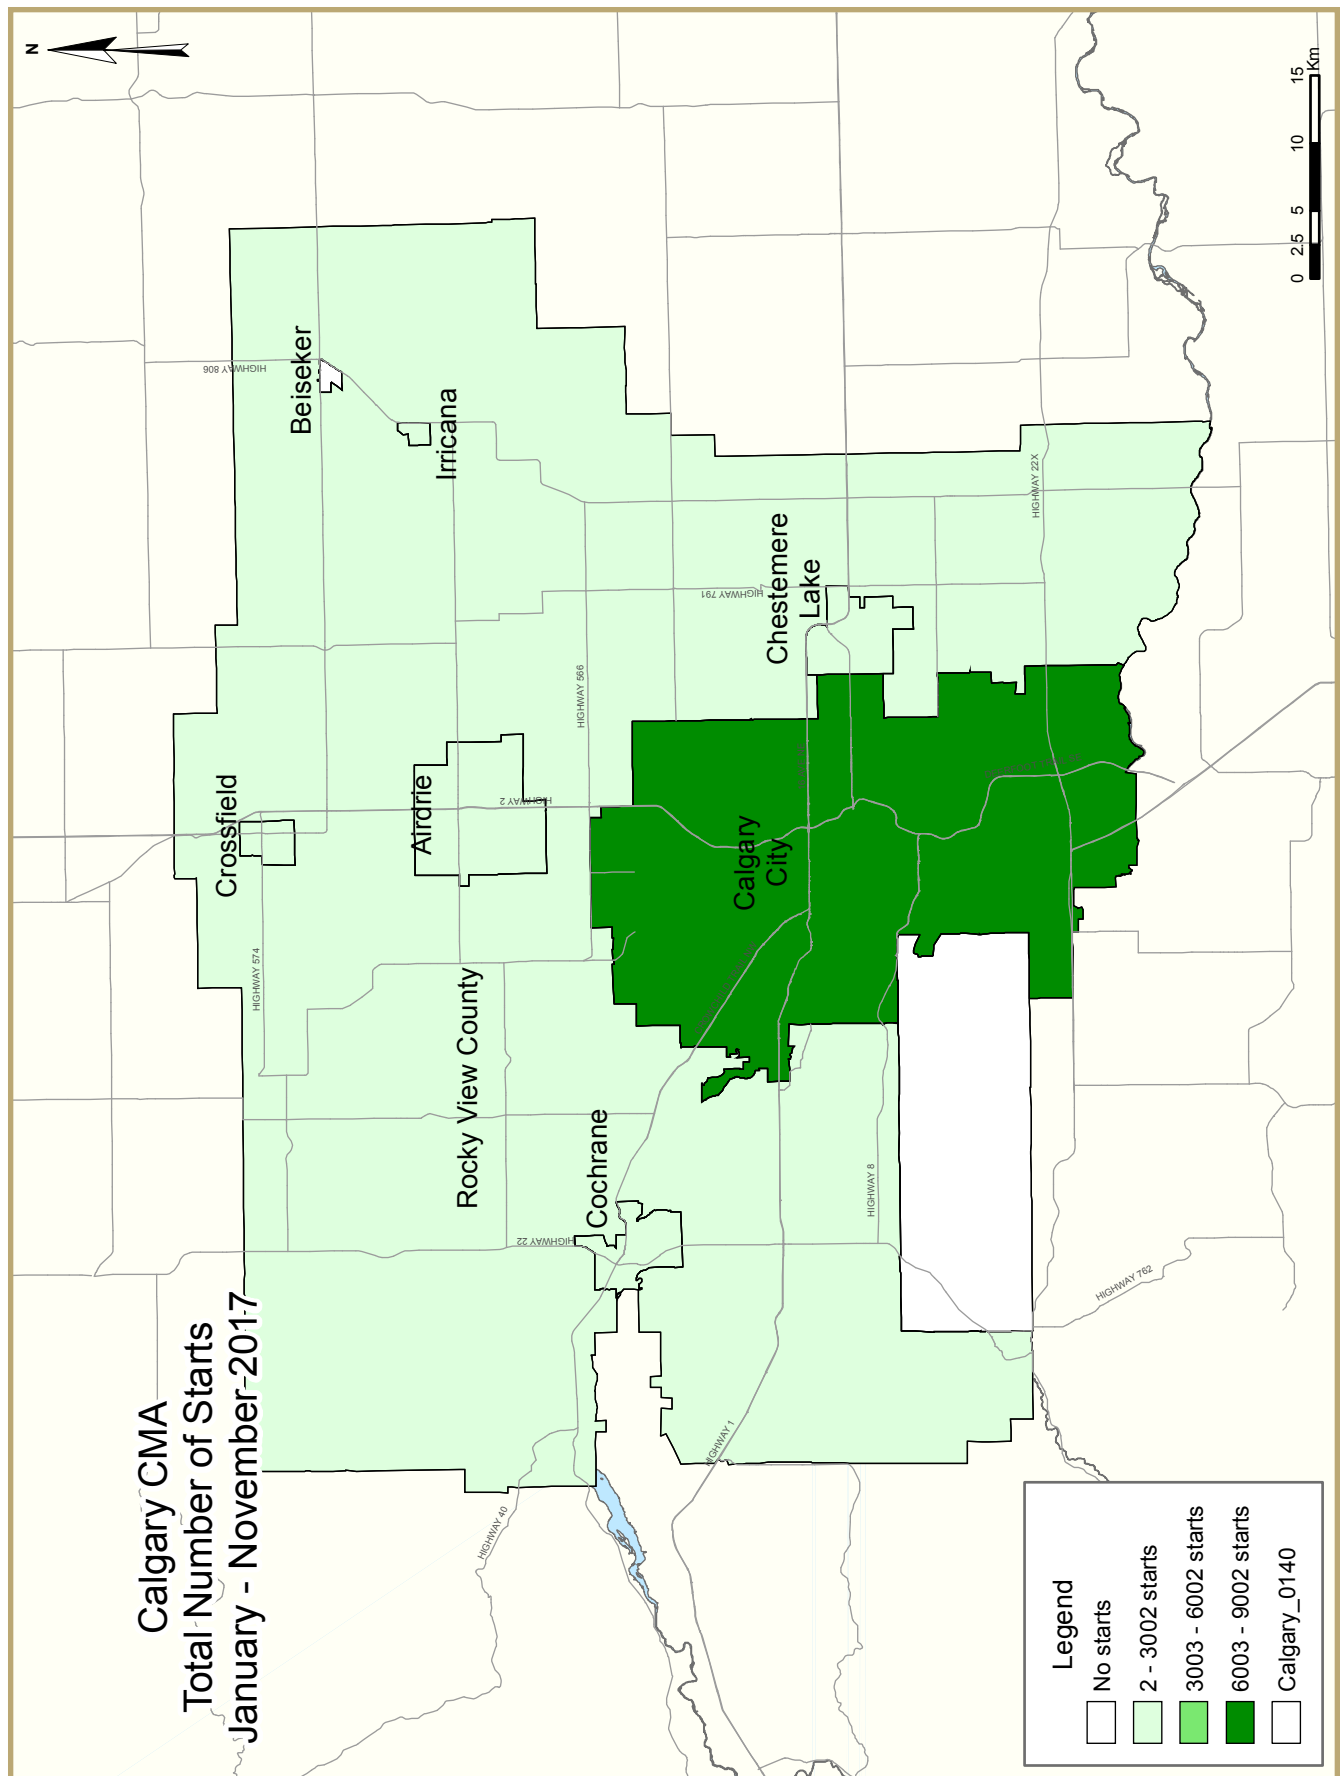 Calgary CMA
Total Number of Starts
January - November 2017
N
Crossfield
Beiseker
Irricana
Airdrie
Rocky View County
Cochrane
Chestemere
Lake
Calgary
City
HIGHWAY 574
HIGHWAY 806
HIGHWAY 2
HIGHWAY 566
HIGHWAY 791
HIGHWAY 22
HIGHWAY 40
HIGHWAY 1
HIGHWAY 8
HIGHWAY 22X
HIGHWAY 762
Legend
No starts
2 - 3002 starts
3003 - 6002 starts
6003 - 9002 starts
Calgary_0140
0 2.5 5 10 15
Km